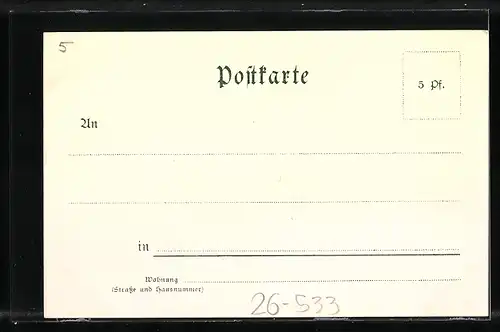 5
Postkarte
5 Pf.
An
in
Wohnung
(Straße und Hausnummer)
26-533